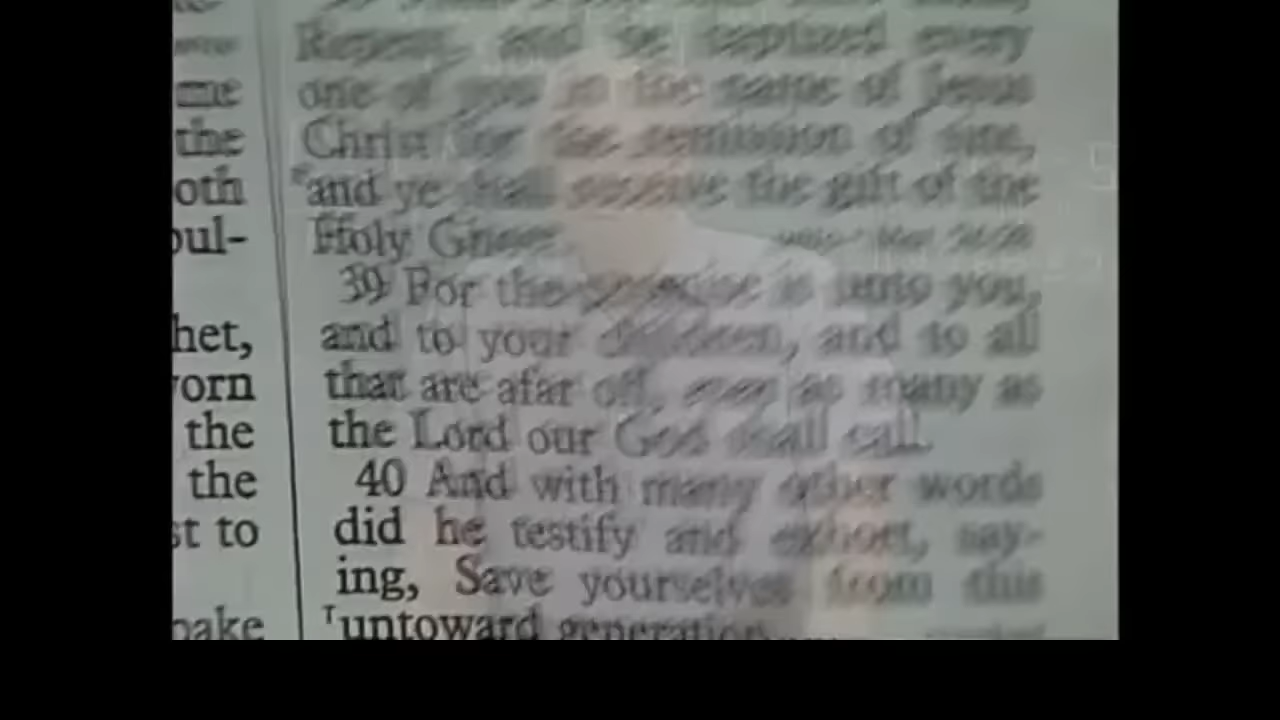 me
the
oth
oul-
het,
orn
the
the
st to
pake
Repent, and be baptized every
one of you in the name of Jesus
Christ for the remission of sins,
and ye shall receive the gift of the
Holy Ghost.
39 For the promise is unto you,
and to your children, and to all
that are afar off, even as many as
the Lord our God shall call.
40 And with many other words
did he testify and exhort, say-
ing, Save yourselves from this
untoward generation